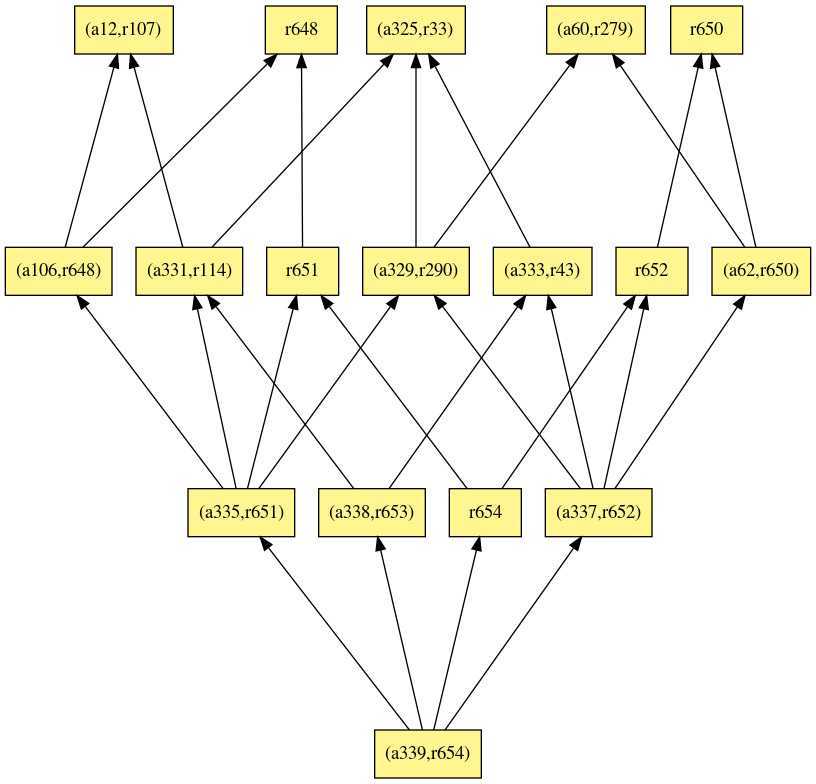 (a12,r107)
r648
(a325,r33)
(a60,r279)
r650
(a106,r648)
(a331,r114)
r651
(a329,r290)
(a333,r43)
r652
(a62,r650)
(a335,r651)
(a338,r653)
r654
(a337,r652)
(a339,r654)